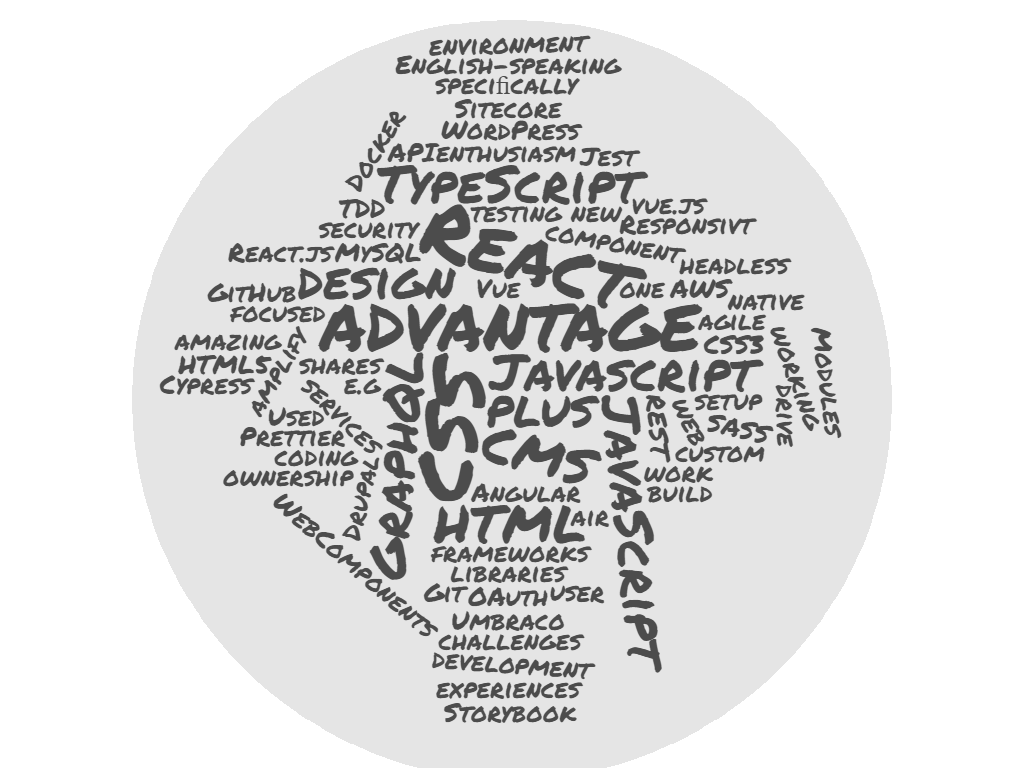 ENVIRONMENT
ENGLISH-SPEAKING
SPECIfiCALLY
SITECORE
WORDPRESS
DOCKER
API ENTHUSIASM JEST
TYPESCRIPT
TDD
TESTING NEW VUE.JS
SECURITY
REACT
RESPONSIVT
COMPONENT
REACT.JS MYSQL
HEADLESS
GITHUB DESIGN VUE ONE AWS
NATIVE
FOCUSED ADVANTAGE AGILE
AMAZING
CSS3
WORKING
MODULES
HTML5
AMPLIFY
SHARES
JAVASCRIPT
CYPRESS
E.G
DRIVE
SERVICES
GRAPHQL
CSS
PLUS
JAVASCRIPT
REST
WEB
SETUP
USED
SASS
PRETTIER
CMS
CODING
CUSTOM
OWNERSHIP
DRUPAL8
WORK
ANGULAR
BUILD
WEBCOMPONENTS
HTML AIR
FRAMEWORKS
LIBRARIES
GIT OAUTH USER
UMBRACO
CHALLENGES
DEVELOPMENT
EXPERIENCES
STORYBOOK